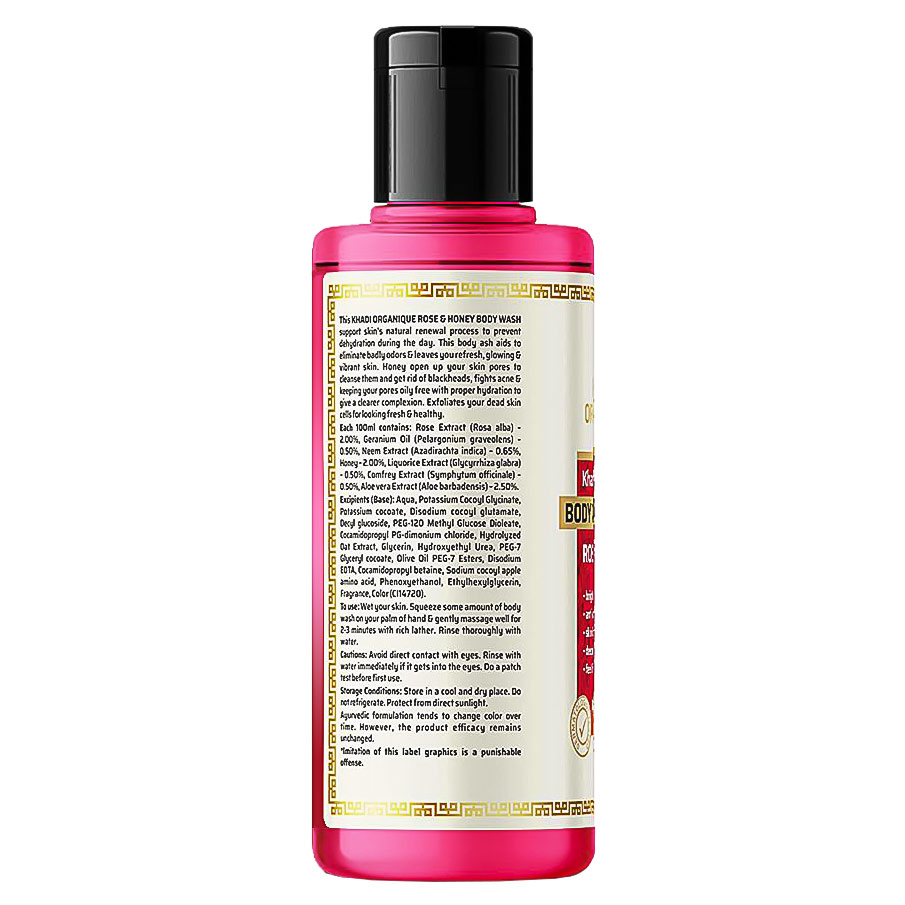 This KHADI ORGANIQUE ROSE & HONEY BODY WASH
support skin's natural renewal process to prevent
dehydration during the day. This body ash aids to
eliminate badly odors & leaves you refresh, glowing &
vibrant skin. Honey open up your skin pores to
cleanse them and get rid of blackheads, fights acne &
keeping your pores oily free with proper hydration to
give a clearer complexion. Exfoliates your dead skin
cells for looking fresh & healthy.
Each 100ml contains: Rose Extract (Rosa alba) -
2.00%, Geranium Oil (Pelargonium graveolens) -
0.50%, Neem Extract (Azadirachta indica) - 0.65%,
Honey - 2.00%, Liquorice Extract (Glycyrrhiza glabra)
- 0.50%, Comfrey Extract (Symphytum officinale) -
0.50%, Aloe vera Extract (Aloe barbadensis) - 2.50%.
Excipients (Base): Aqua, Potassium Cocoyl Glycinate,
Potassium cocoate, Disodium cocoyl glutamate,
Decyl glucoside, PEG-120 Methyl Glucose Dioleate,
Cocamidopropyl PG-dimonium chloride, Hydrolyzed
Oat Extract, Glycerin, Hydroxyethyl Urea, PEG-7
Glyceryl cocoate, Olive Oil PEG-7 Esters, Disodium
EDTA, Cocamidopropyl betaine, Sodium cocoyl apple
amino acid, Phenoxyethanol, Ethylhexylglycerin,
Fragrance, Color (CI14720).
To use: Wet your skin. Squeeze some amount of body
wash on your palm of hand & gently massage well for
2-3 minutes with rich lather. Rinse thoroughly with
water.
Cautions: Avoid direct contact with eyes. Rinse with
water immediately if it gets into the eyes. Do a patch
test before first use.
Storage Conditions: Store in a cool and dry place. Do
not refrigerate. Protect from direct sunlight.
Ayurvedic formulation tends to change color over
time. However, the product efficacy remains
unchanged.
*Imitation of this label graphics is a punishable
offense.
BODY